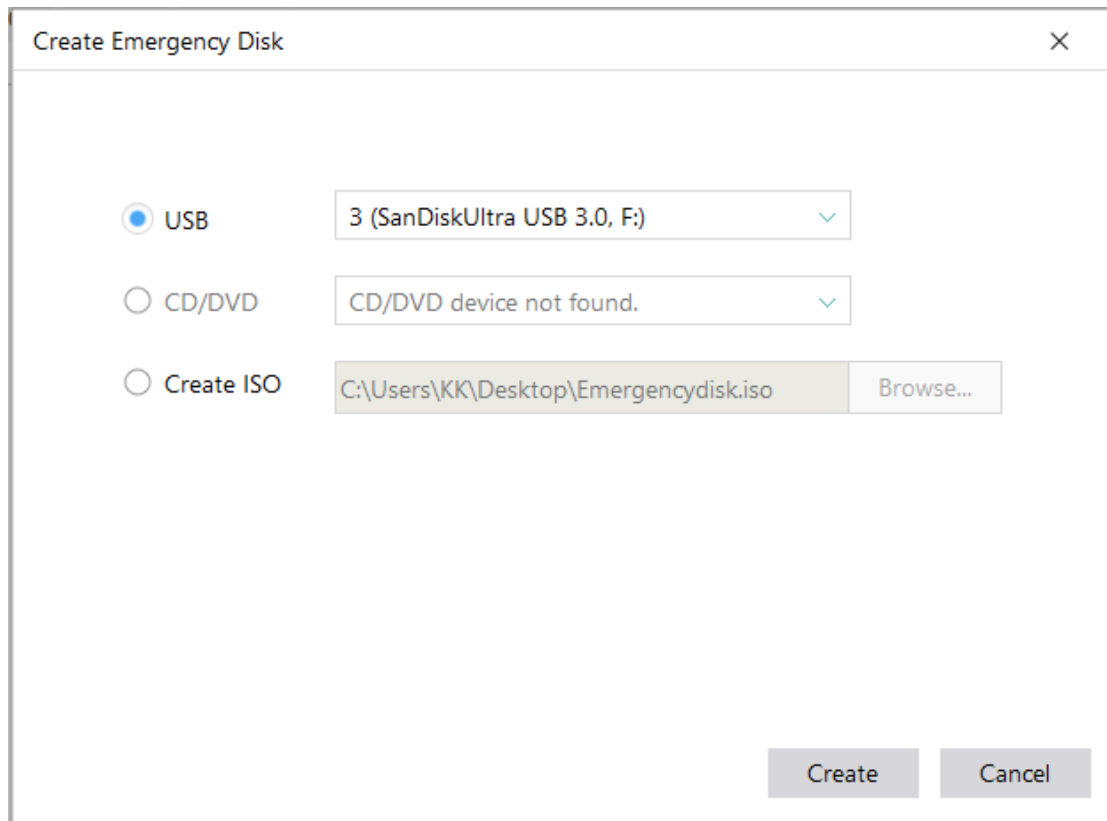 Create Emergency Disk
USB
3 (SanDiskUltra USB 3.0, F:)
CD/DVD
CD/DVD device not found.
Create ISO
C:\Users\KK\Desktop\Emergencydisk.iso
Browse...
Create
Cancel